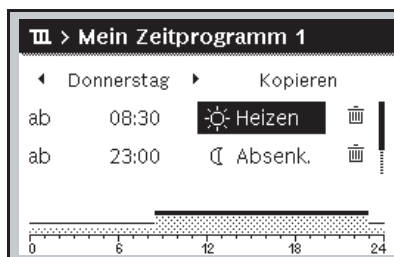 > Mein Zeitprogramm 1
Donnerstag Kopieren
ab 08:30 Heizen
ab 23:00 Absenk.
0 6 12 18 24